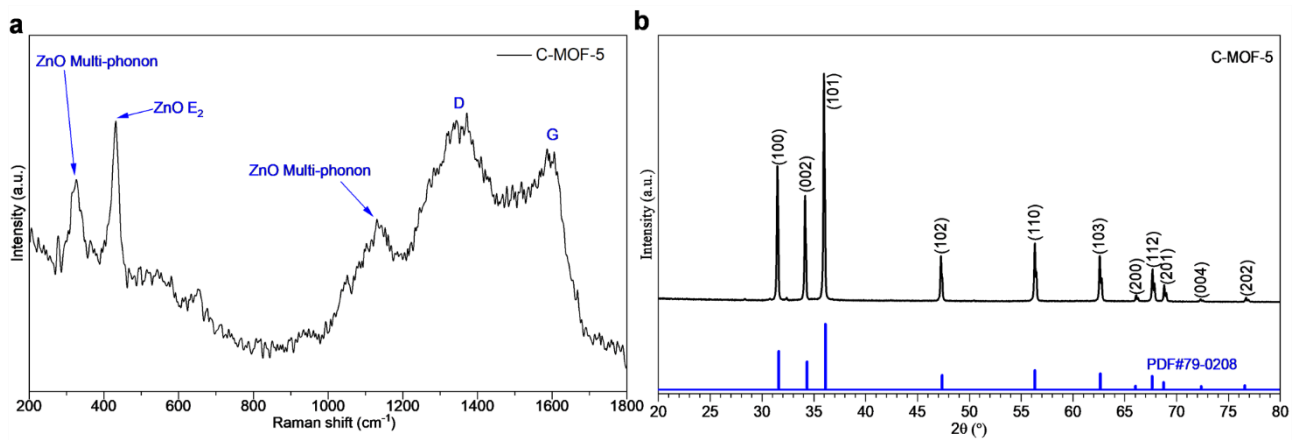 a
C-MOF-5
ZnO Multi-phonon
ZnO E₂
ZnO Multi-phonon
D
G
Intensity (a.u.)
200 400 600 800 1000 1200 1400 1600 1800
Raman shift (cm⁻¹)
b
C-MOF-5
(100)
(002)
(101)
(102)
(110)
(103)
(200)
(112)
(201)
(004)
(202)
PDF#79-0208
Intensity (a.u.)
20 25 30 35 40 45 50 55 60 65 70 75 80
2θ (°)